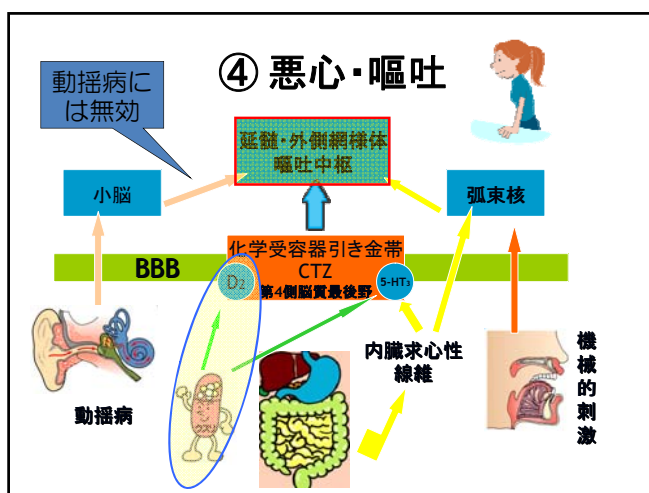 ④ 悪心・嘔吐
動揺病に
は無効
延髄・外側網様体
嘔吐中枢
小脳
弧束核
化学受容器引き金帯
CTZ
第4側脳質最後野
BBB
D2
5-HT3
内臓求心性
線維
動揺病
クスリ
機械的刺激